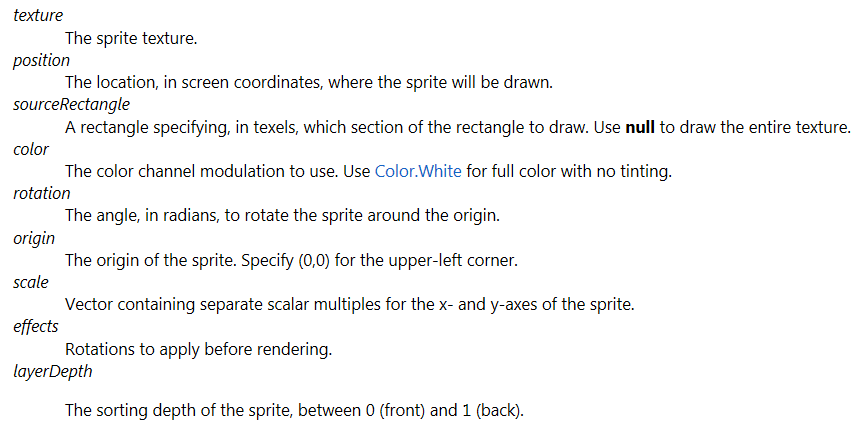 texture
The sprite texture.
position
The location, in screen coordinates, where the sprite will be drawn.
sourceRectangle
A rectangle specifying, in texels, which section of the rectangle to draw. Use null to draw the entire texture.
color
The color channel modulation to use. Use Color.White for full color with no tinting.
rotation
The angle, in radians, to rotate the sprite around the origin.
origin
The origin of the sprite. Specify (0,0) for the upper-left corner.
scale
Vector containing separate scalar multiples for the x- and y-axes of the sprite.
effects
Rotations to apply before rendering.
layerDepth
The sorting depth of the sprite, between 0 (front) and 1 (back).